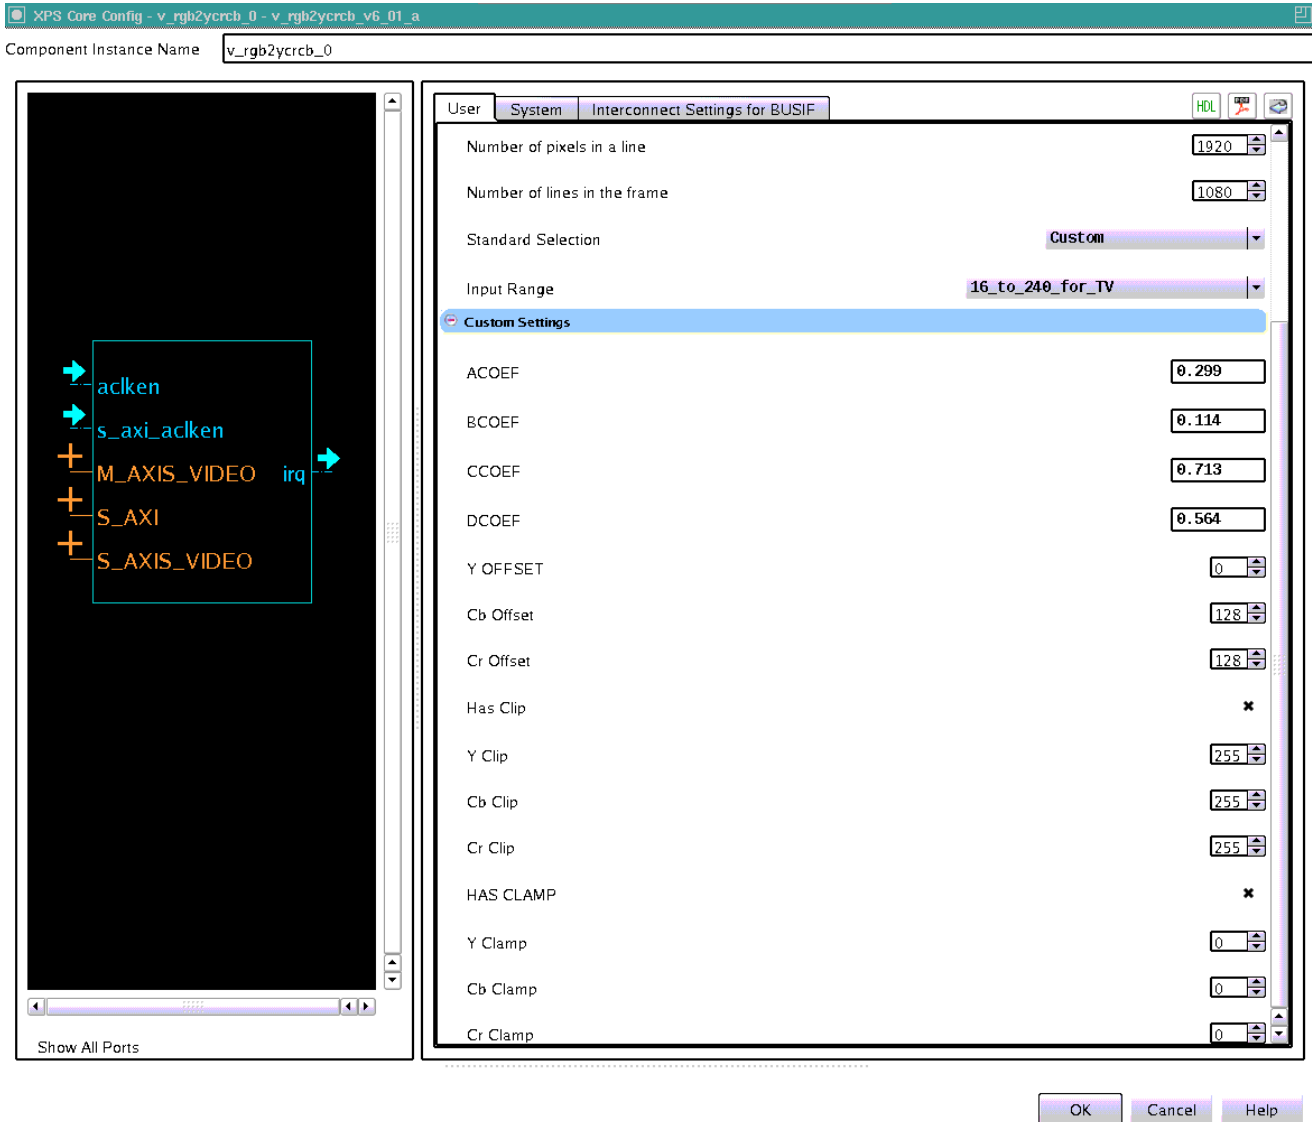 XPS Core Config - v_rgb2ycrcb_0 - v_rgb2ycrcb_v6_01_a
Component Instance Name v_rgb2ycrcb_0
aclken
s_axi_aclken
M_AXIS_VIDEO irq
S_AXI
S_AXIS_VIDEO
Show All Ports
User System Interconnect Settings for BUSIF HDL
Number of pixels in a line 1920
Number of lines in the frame 1080
Standard Selection Custom
Input Range 16_to_240_for_TV
Custom Settings
ACOEF 0.299
BCOEF 0.114
CCOEF 0.713
DCOEF 0.564
Y OFFSET 0
Cb Offset 128
Cr Offset 128
Has Clip
Y Clip 255
Cb Clip 255
Cr Clip 255
HAS CLAMP
Y Clamp 0
Cb Clamp 0
Cr Clamp 0
OK Cancel Help